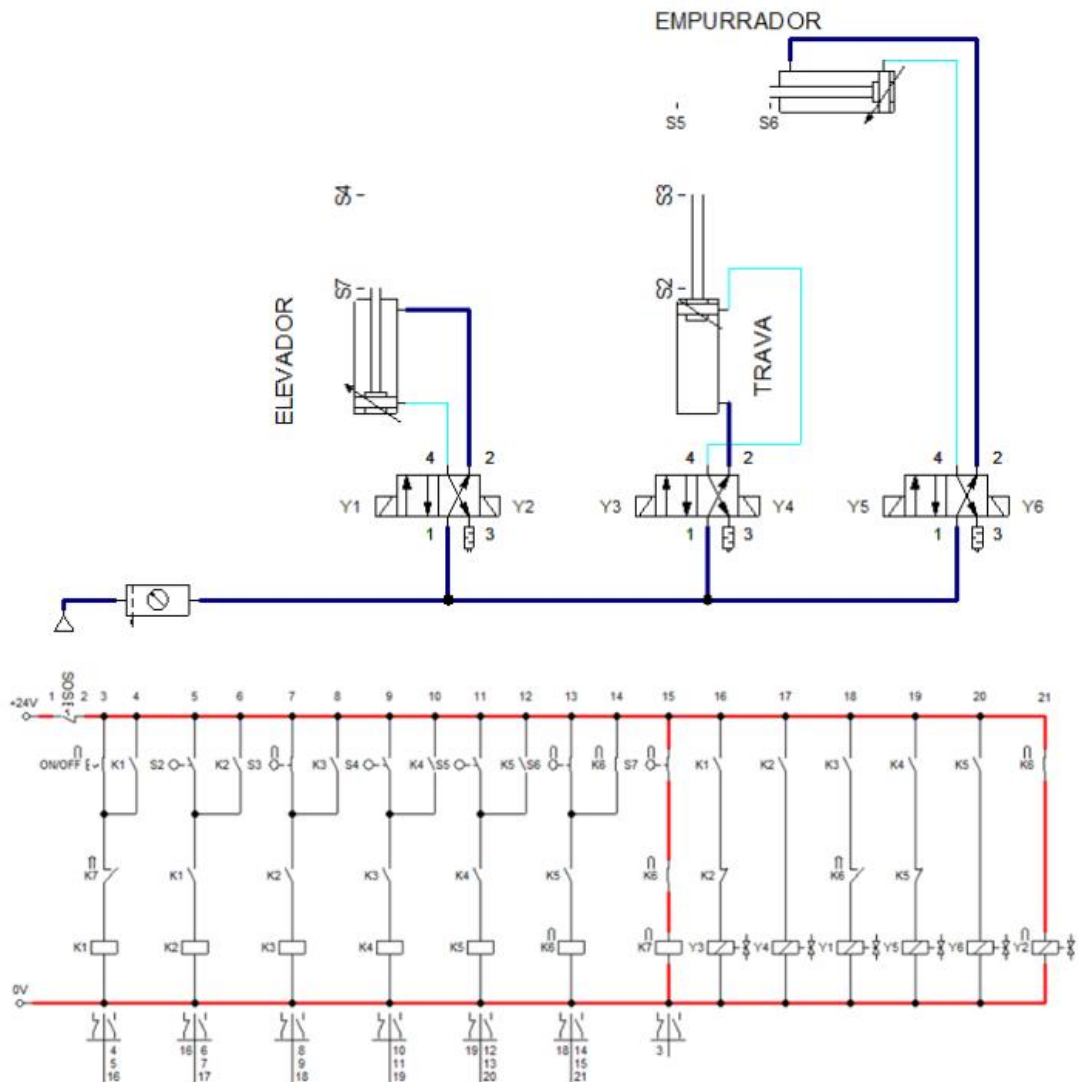 EMPURRADOR
S5 S6
S4
S3
S7
S2
ELEVADOR
TRAVA
4 2 4 2 4 2
Y1 Y2 Y3 Y4 Y5 Y6
1 3 1 3 1 3
SOS!
+24V 1 2 3 4 5 6 7 8 9 10 11 12 13 14 15 16 17 18 19 20 21
ON/OFF K1 S2 K2 S3 K3 S4 K4 S5 K5 S6 K6 S7 K1 K2 K3 K4 K5 K6
K7 K1 K2 K3 K4 K5 K6 K2 K6 K5
K1 K2 K3 K4 K5 K6 K7 Y3 Y4 Y1 Y5 Y6 Y2
0V
4 16 6 8 10 19 12 18 14 3
5 7 9 11 13 15
16 17 18 19 20 21